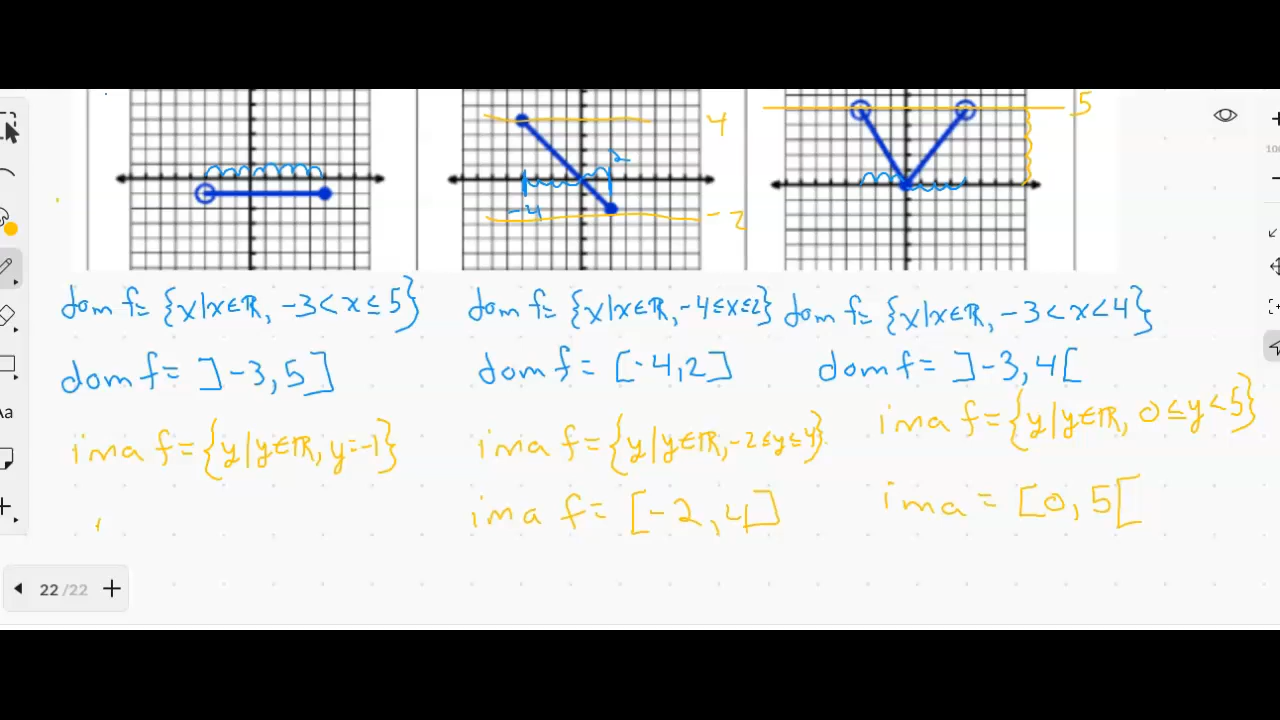 5
4
2
-4
-2
dom f= {x|x∈ℝ, -3<x≤5}
dom f= ]-3,5]
ima f={y|y∈ℝ, y=-1}
dom f= {x|x∈ℝ, -4≤x≤2}
dom f= [-4,2]
ima f={y|y∈ℝ, -2≤y≤4}
ima f= [-2,4]
dom f= {x|x∈ℝ, -3<x<4}
dom f= ]-3,4[
ima f={y|y∈ℝ, 0≤y<5}
ima = [0,5[
Aa
22/22